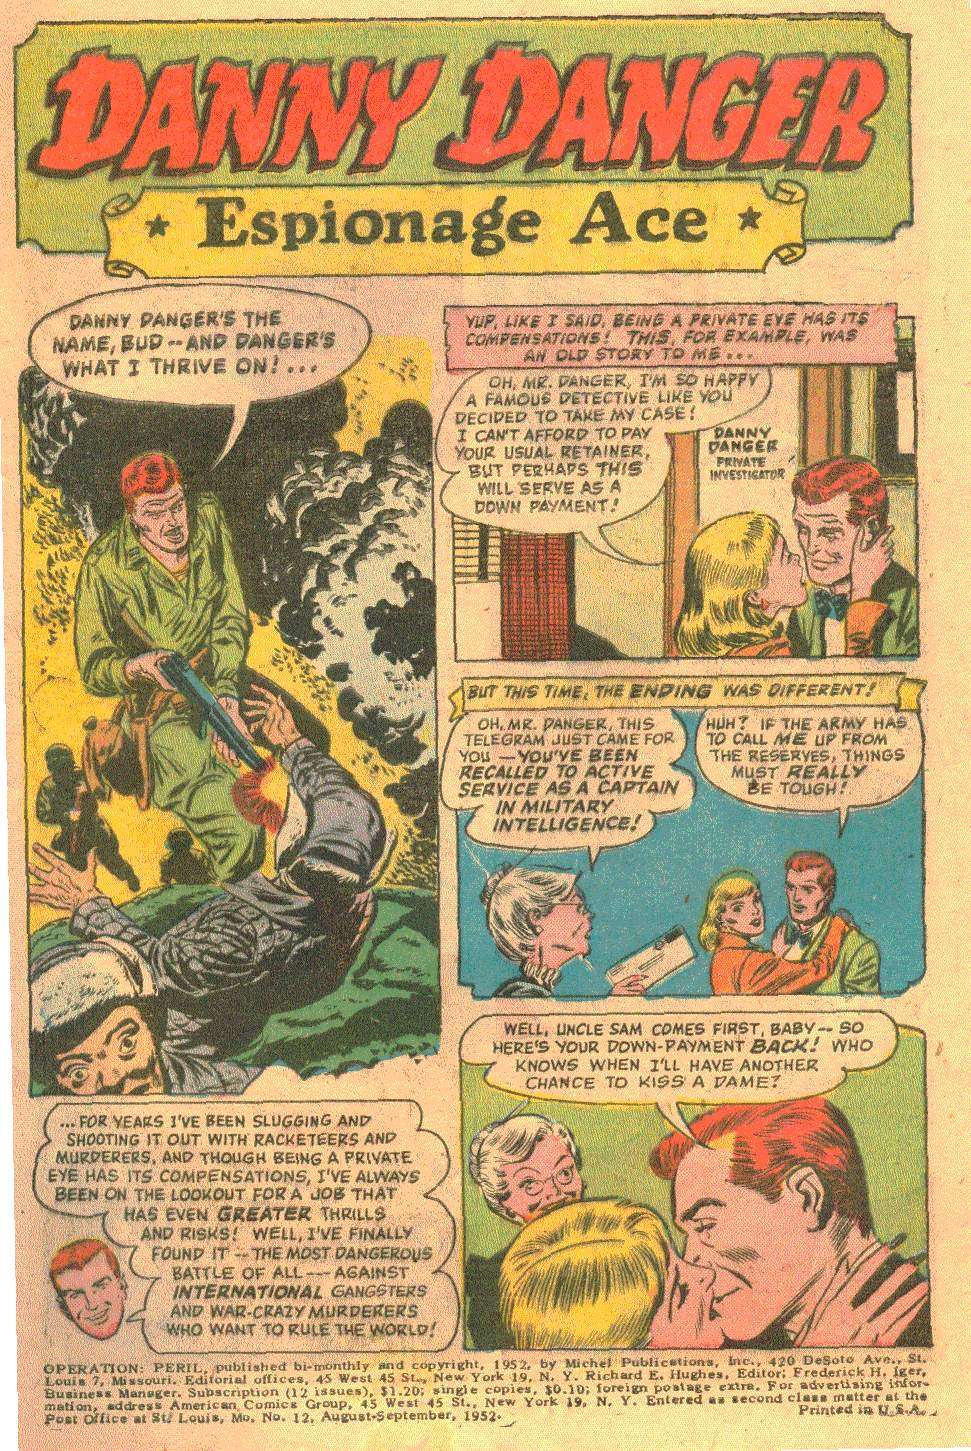 DANNY DANGER
Espionage Ace
DANNY DANGER'S THE
NAME, BUD--AND DANGER'S
WHAT I THRIVE ON!...
...FOR YEARS I'VE BEEN SLUGGING AND
SHOOTING IT OUT WITH RACKETEERS AND
MURDERERS, AND THOUGH BEING A PRIVATE
EYE HAS ITS COMPENSATIONS, I'VE ALWAYS
BEEN ON THE LOOKOUT FOR A JOB THAT
HAS EVEN GREATER THRILLS
AND RISKS! WELL, I'VE FINALLY
FOUND IT--THE MOST DANGEROUS
BATTLE OF ALL---AGAINST
INTERNATIONAL GANGSTERS
AND WAR-CRAZY MURDERERS
WHO WANT TO RULE THE WORLD!
YUP, LIKE I SAID, BEING A PRIVATE EYE HAS ITS
COMPENSATIONS! THIS, FOR EXAMPLE, WAS
AN OLD STORY TO ME...
OH, MR. DANGER, I'M SO HAPPY
A FAMOUS DETECTIVE LIKE YOU
DECIDED TO TAKE MY CASE!
I CAN'T AFFORD TO PAY
YOUR USUAL RETAINER,
BUT PERHAPS THIS
WILL SERVE AS A
DOWN PAYMENT!
DANNY
DANGER
PRIVATE
INVESTIGATOR
BUT THIS TIME, THE ENDING WAS DIFFERENT!
OH, MR. DANGER, THIS
TELEGRAM JUST CAME FOR
YOU--YOU'VE BEEN
RECALLED TO ACTIVE
SERVICE AS A CAPTAIN
IN MILITARY
INTELLIGENCE!
HUH? IF THE ARMY HAS
TO CALL ME UP FROM
THE RESERVES, THINGS
MUST REALLY
BE TOUGH!
WELL, UNCLE SAM COMES FIRST, BABY--SO
HERE'S YOUR DOWN-PAYMENT BACK! WHO
KNOWS WHEN I'LL HAVE ANOTHER
CHANCE TO KISS A DAME?
OPERATION: PERIL, published bi-monthly and copyright, 1952, by Michel Publications, Inc., 420 DeSoto Ave., St.
Louis 7, Missouri. Editorial offices, 45 West 45 St., New York 19, N. Y. Richard E. Hughes, Editor; Frederick H. Iger,
Business Manager. Subscription (12 issues), $1.20; single copies, $0.10; foreign postage extra. For advertising infor-
mation, address American Comics Group, 45 West 45 St., New York 19, N. Y. Entered as second class matter at the
Post Office at St. Louis, Mo. No. 12, August-September, 1952. Printed in U.S.A.